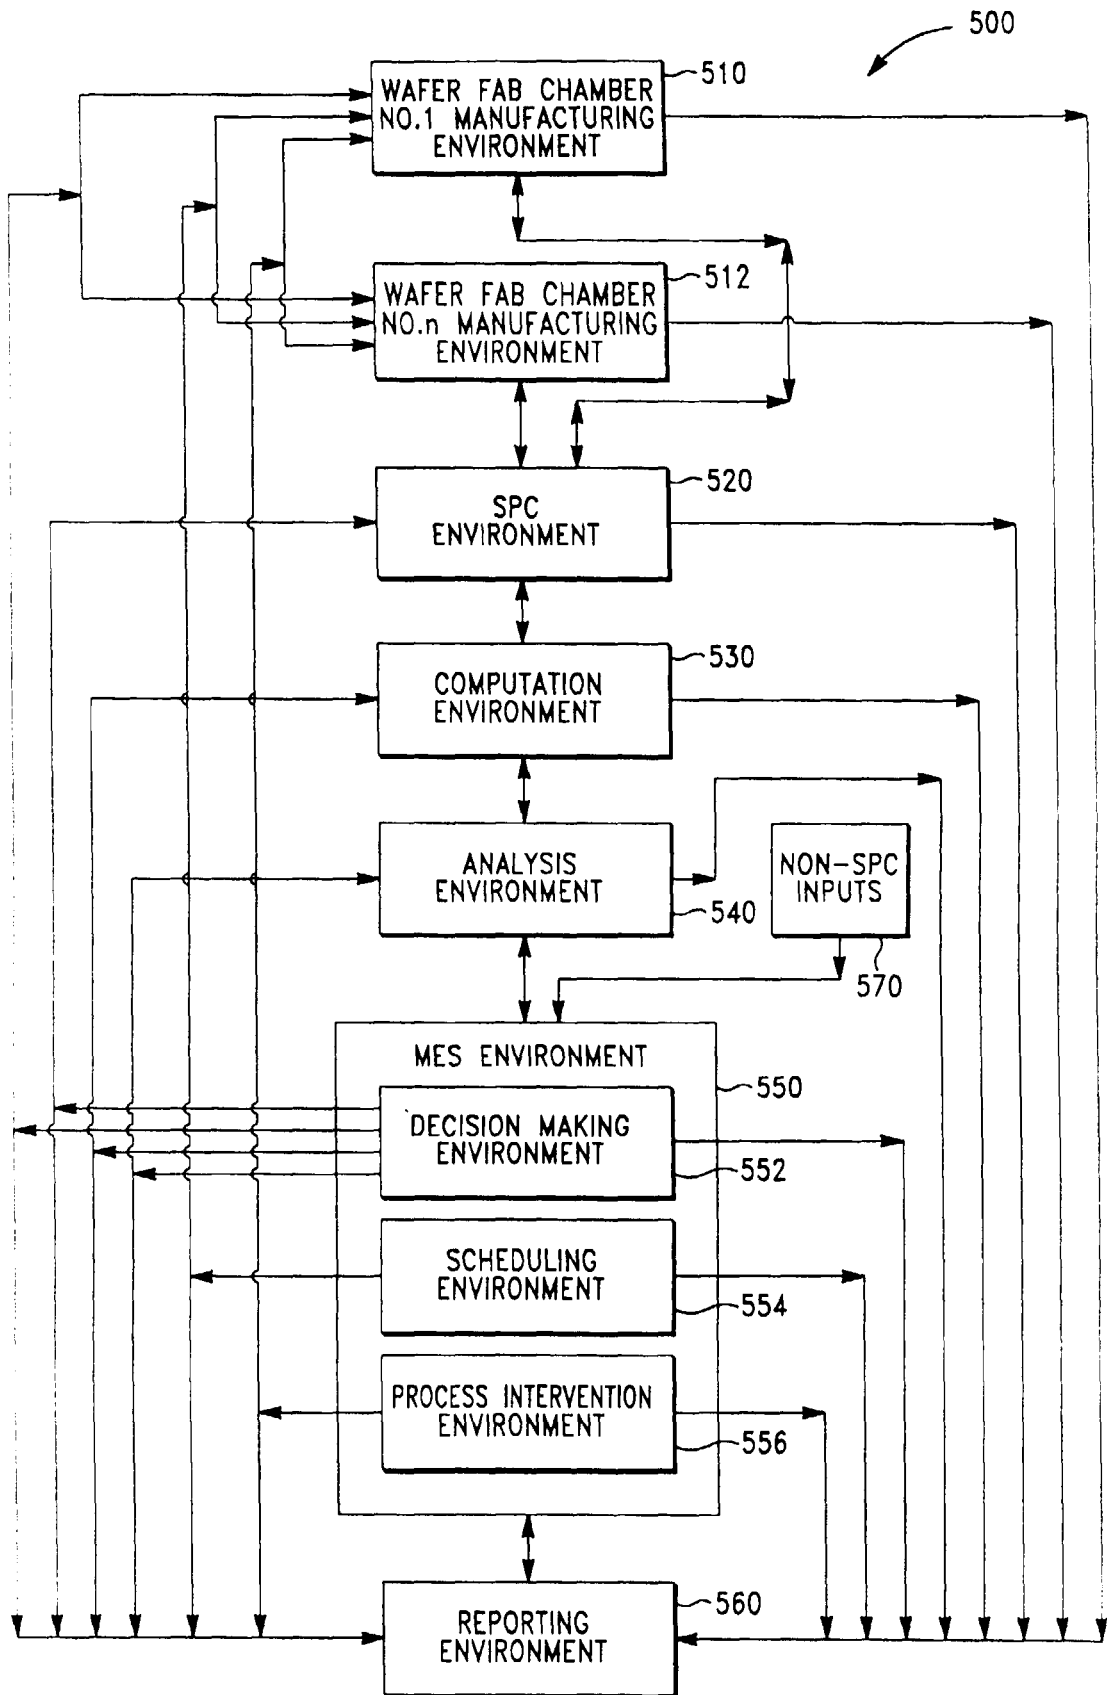 500
510
WAFER FAB CHAMBER
NO.1 MANUFACTURING
ENVIRONMENT
512
WAFER FAB CHAMBER
NO.n MANUFACTURING
ENVIRONMENT
520
SPC
ENVIRONMENT
530
COMPUTATION
ENVIRONMENT
ANALYSIS
ENVIRONMENT
540
NON-SPC
INPUTS
570
MES ENVIRONMENT
550
DECISION MAKING
ENVIRONMENT
552
SCHEDULING
ENVIRONMENT
554
PROCESS INTERVENTION
ENVIRONMENT
556
560
REPORTING
ENVIRONMENT